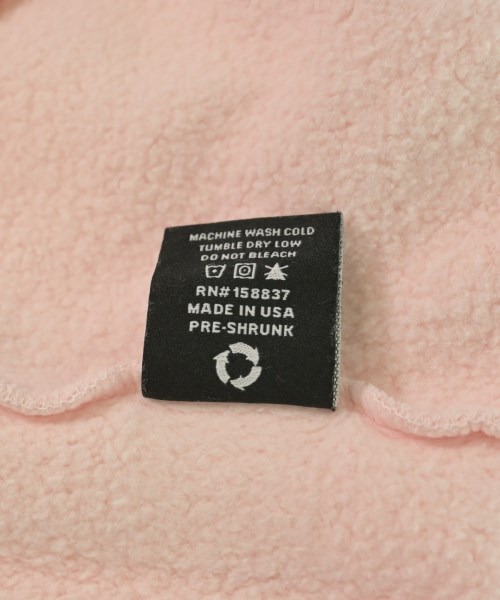 MACHINE WASH COLD
TUMBLE DRY LOW
DO NOT BLEACH
RN# 158837
MADE IN USA
PRE-SHRUNK